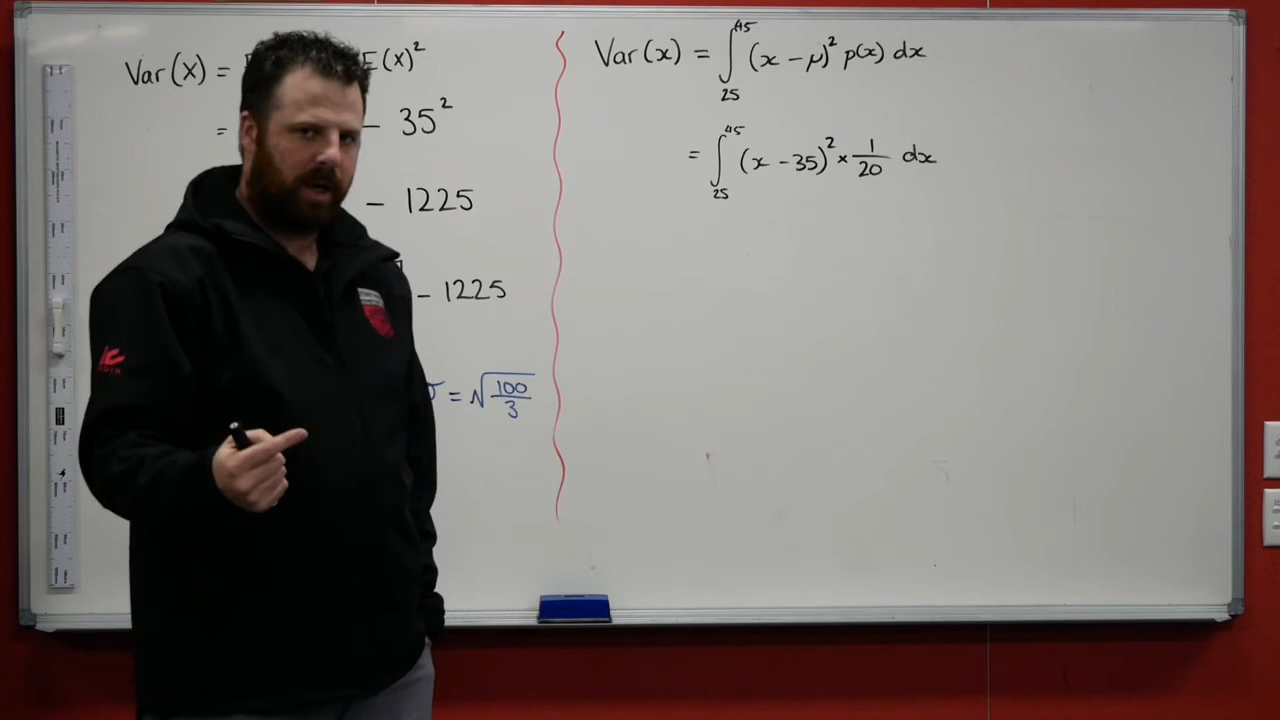 Var(X) = E(x)²
= − 35²
− 1225
− 1225
σ = √100/3
Var(x) = ∫₂₅⁴⁵ (x − μ)² p(x) dx
= ∫₂₅⁴⁵ (x − 35)² × 1/20 dx